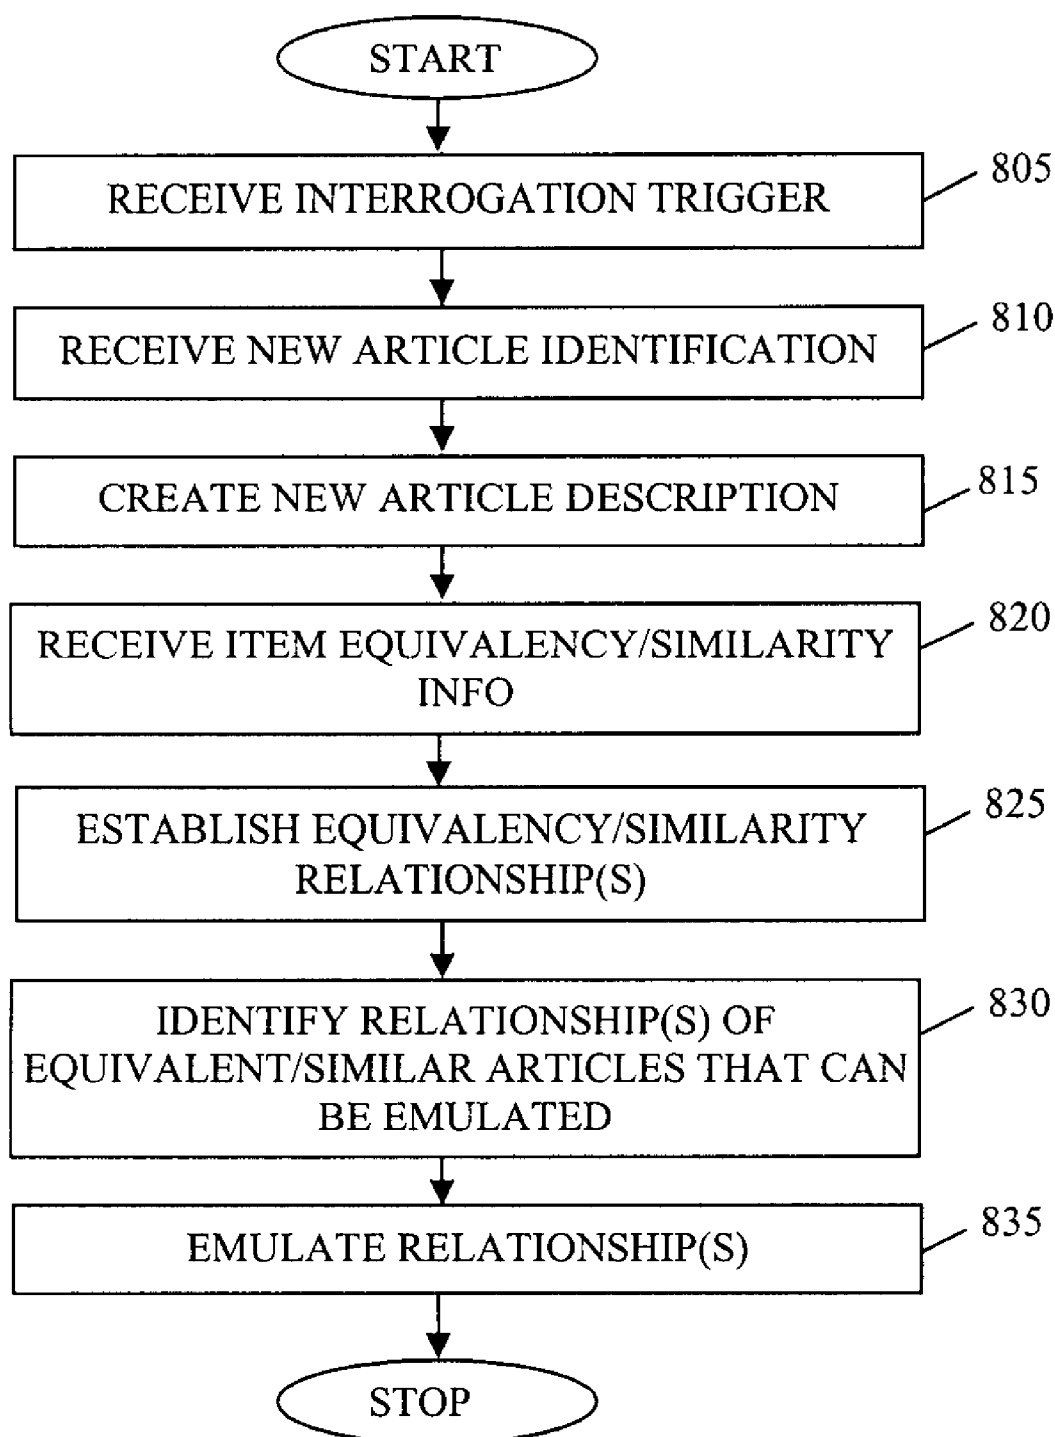 START
RECEIVE INTERROGATION TRIGGER
805
RECEIVE NEW ARTICLE IDENTIFICATION
810
CREATE NEW ARTICLE DESCRIPTION
815
RECEIVE ITEM EQUIVALENCY/SIMILARITY
INFO
820
ESTABLISH EQUIVALENCY/SIMILARITY
RELATIONSHIP(S)
825
IDENTIFY RELATIONSHIP(S) OF
EQUIVALENT/SIMILAR ARTICLES THAT CAN
BE EMULATED
830
EMULATE RELATIONSHIP(S)
835
STOP